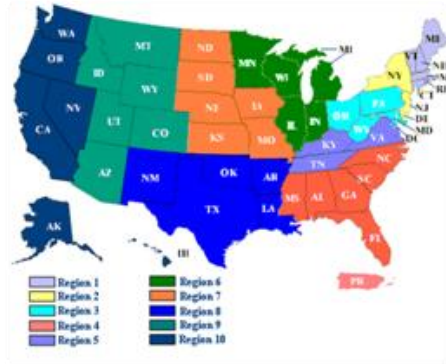 WA
MT
ND
MN
MI
VT
OR
ID
SD
WI
NY
WY
IA
PA
NJ
NV
NE
IL
IN
OH
MD
CA
UT
CO
KS
MO
KY
VA
WV
TN
NC
AZ
NM
OK
AR
SC
MS
AL
GA
TX
LA
FL
AK
HI
PR
Region 1
Region 2
Region 3
Region 4
Region 5
Region 6
Region 7
Region 8
Region 9
Region 10